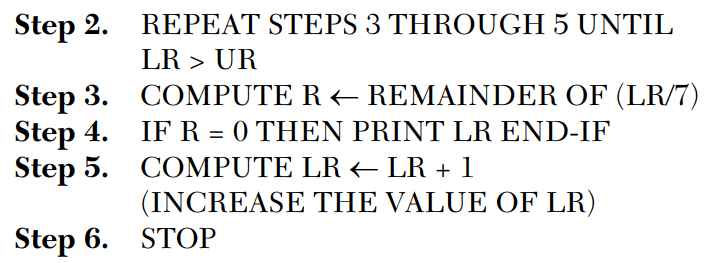 Step 2. REPEAT STEPS 3 THROUGH 5 UNTIL
LR > UR
Step 3. COMPUTE R ← REMAINDER OF (LR/7)
Step 4. IF R = 0 THEN PRINT LR END-IF
Step 5. COMPUTE LR ← LR + 1
(INCREASE THE VALUE OF LR)
Step 6. STOP